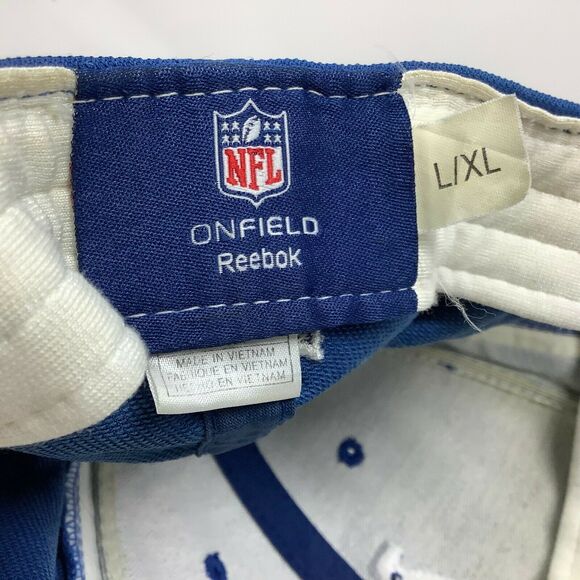 NFL
ONFIELD
Reebok
L/XL
MADE IN VIETNAM
FABRIQUE EN VIETNAM
HECHO EN VIETNAM